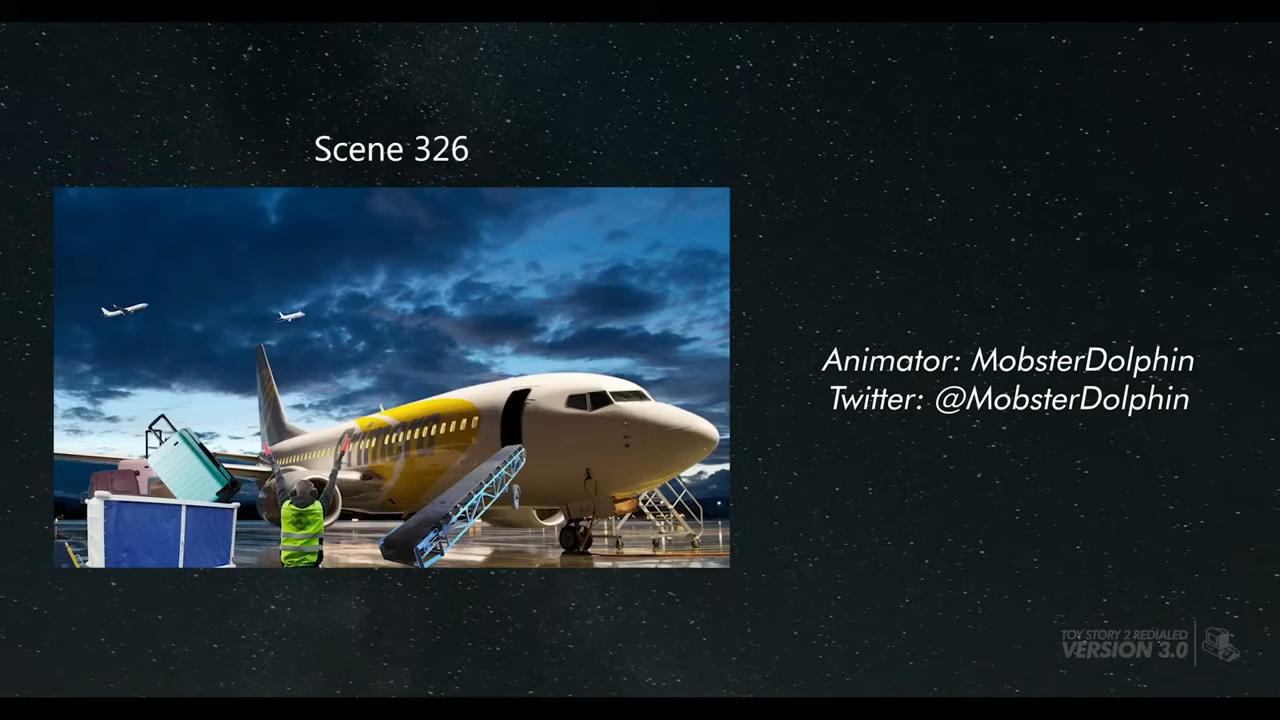 Scene 326
Animator: MobsterDolphin
Twitter: @MobsterDolphin
TOY STORY 2 REDIALED
VERSION 3.0